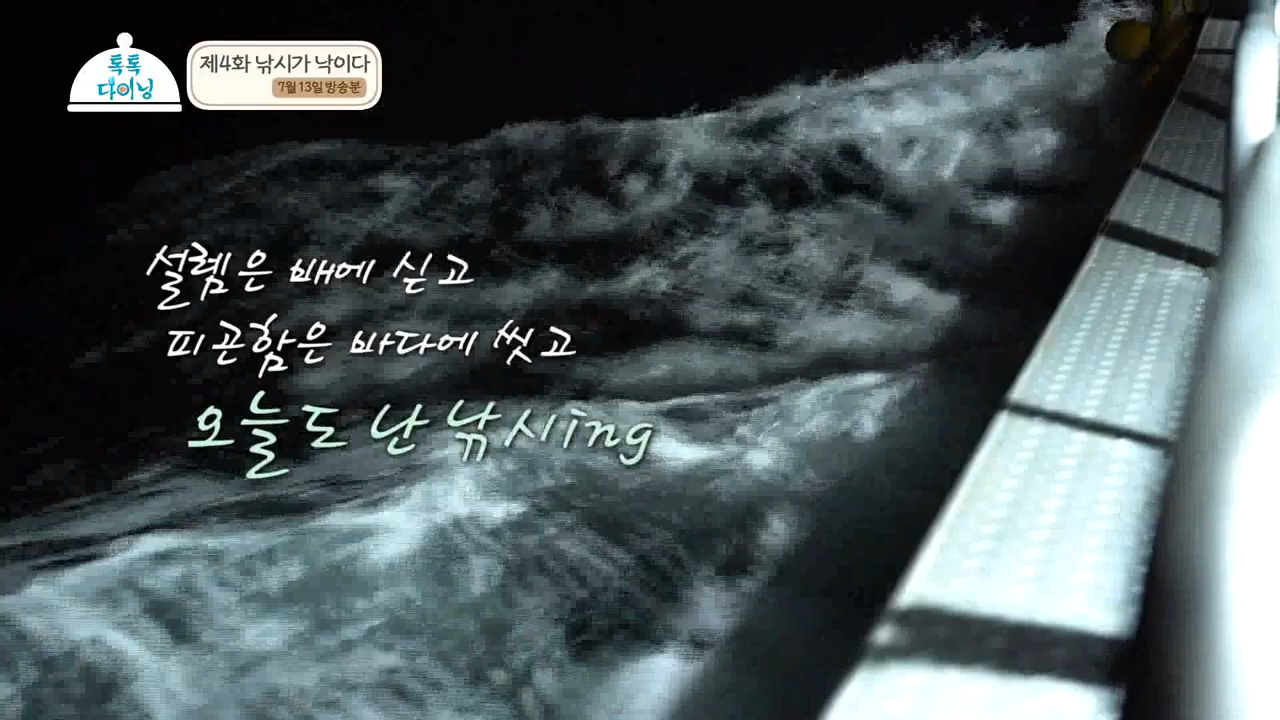 톡톡
다이닝
제4화 낚시가 낙이다
7월 13일 방송분
설렘은 배에 싣고
피곤함은 바다에 씻고
오늘도 난 낚시ing